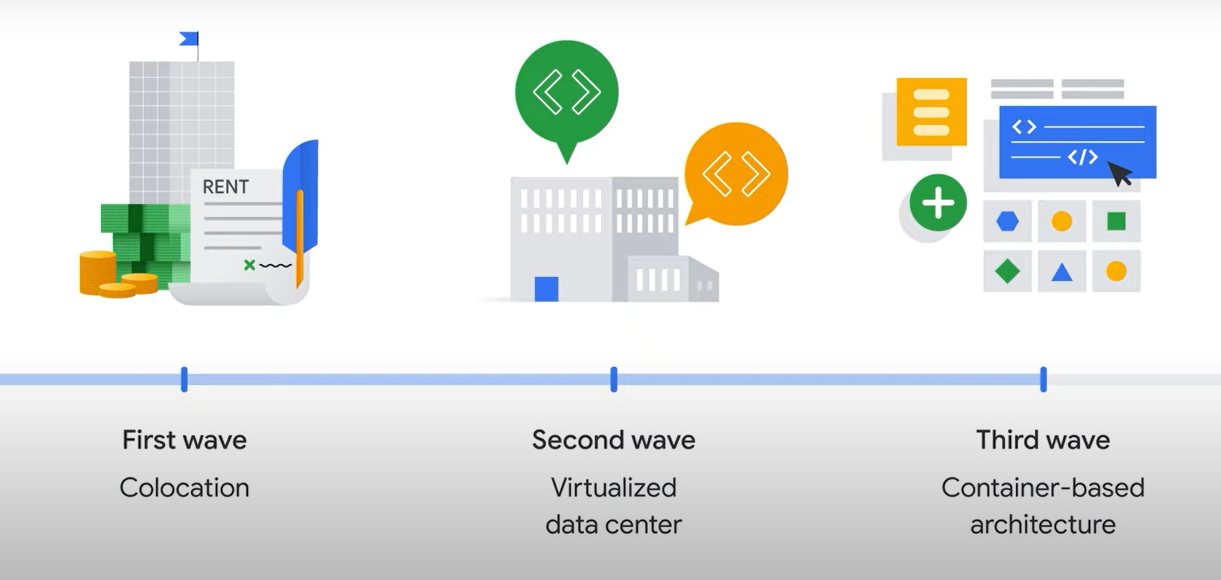 RENT
First wave
Colocation
Second wave
Virtualized
data center
Third wave
Container-based
architecture